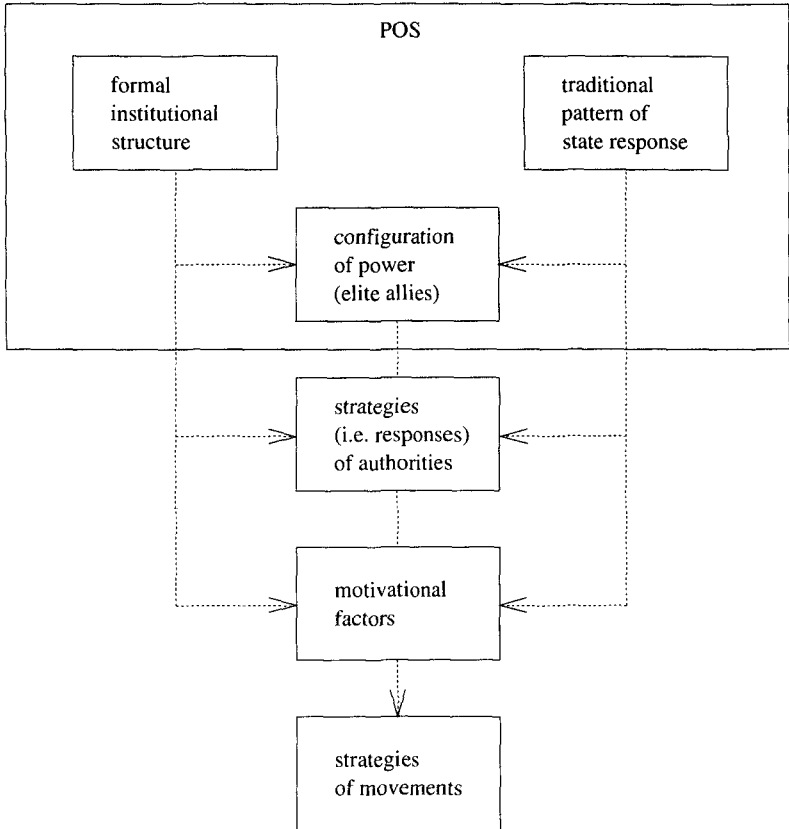 POS
formal
institutional
structure
traditional
pattern of
state response
configuration
of power
(elite allies)
strategies
(i.e. responses)
of authorities
motivational
factors
strategies
of movements